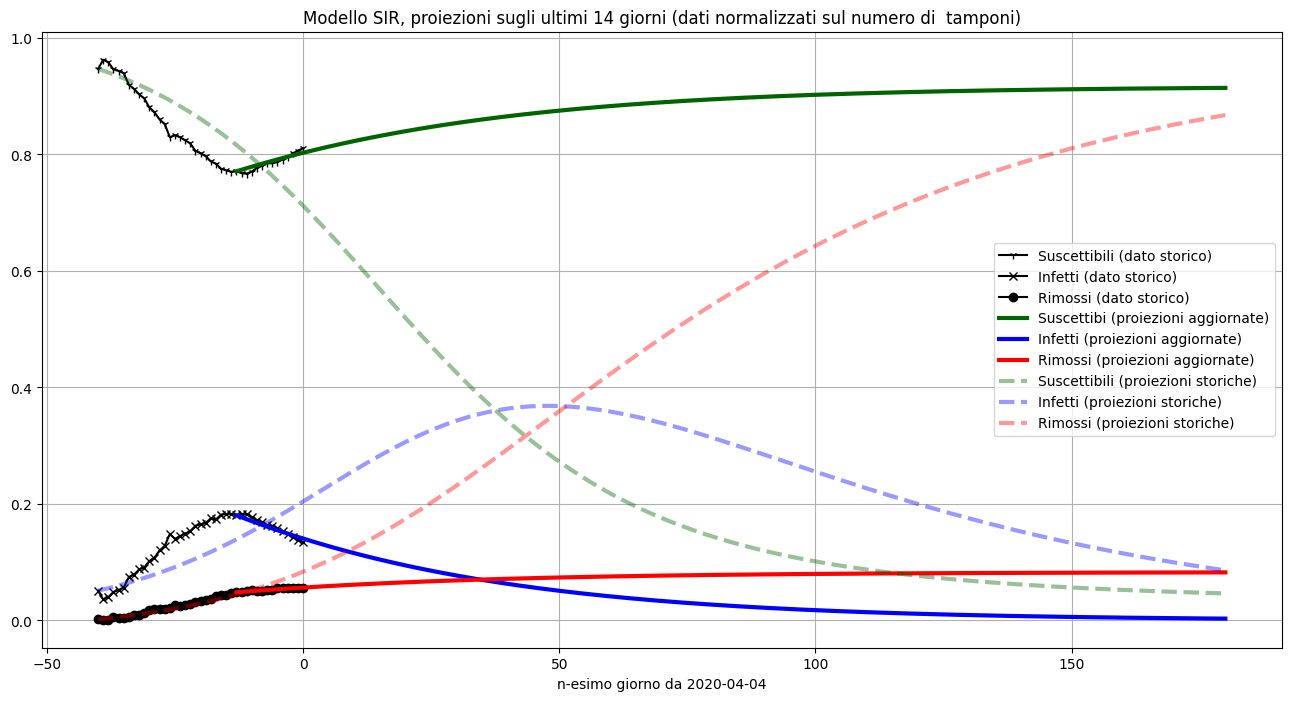 Modello SIR, proiezioni sugli ultimi 14 giorni (dati normalizzati sul numero di  tamponi)
1.0
0.8
0.6
0.4
0.2
0.0
Suscettibili (dato storico)
Infetti (dato storico)
Rimossi (dato storico)
Suscettibi (proiezioni aggiornate)
Infetti (proiezioni aggiornate)
Rimossi (proiezioni aggiornate)
Suscettibili (proiezioni storiche)
Infetti (proiezioni storiche)
Rimossi (proiezioni storiche)
−50 0 50 100 150
n-esimo giorno da 2020-04-04